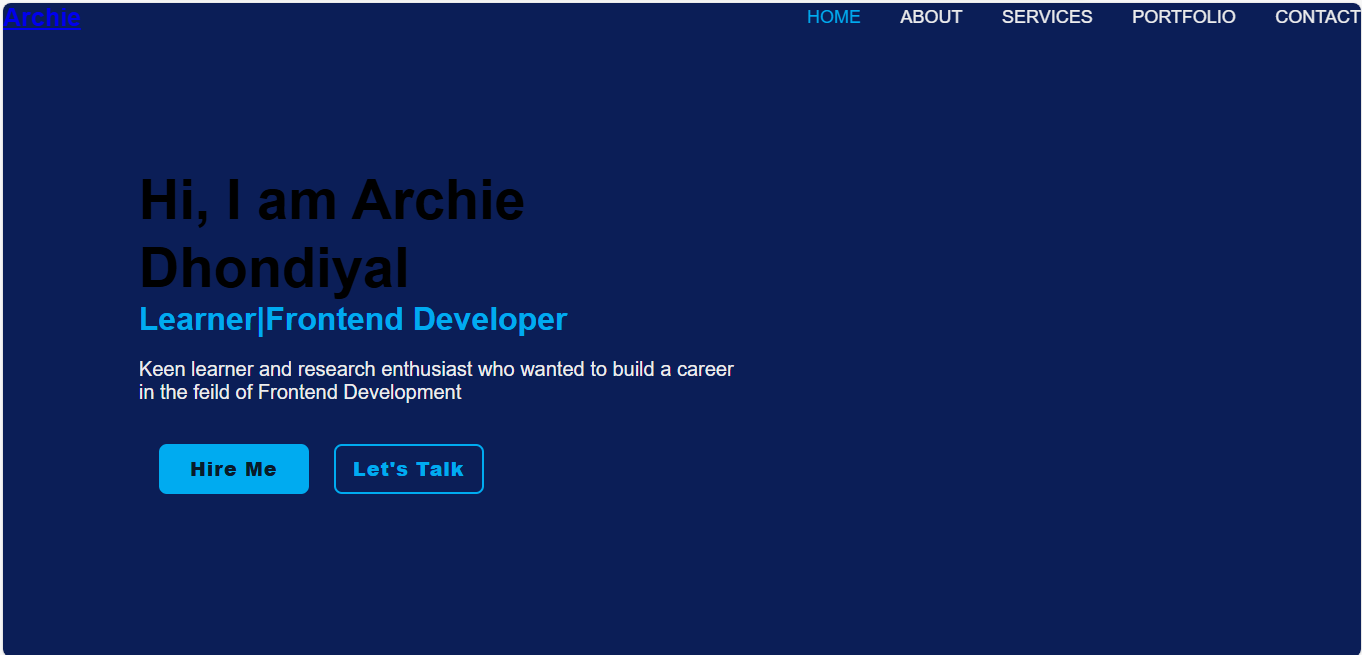 Archie
HOME ABOUT SERVICES PORTFOLIO CONTACT
Hi, I am Archie
Dhondiyal
Learner|Frontend Developer
Keen learner and research enthusiast who wanted to build a career
in the feild of Frontend Development
Hire Me Let's Talk